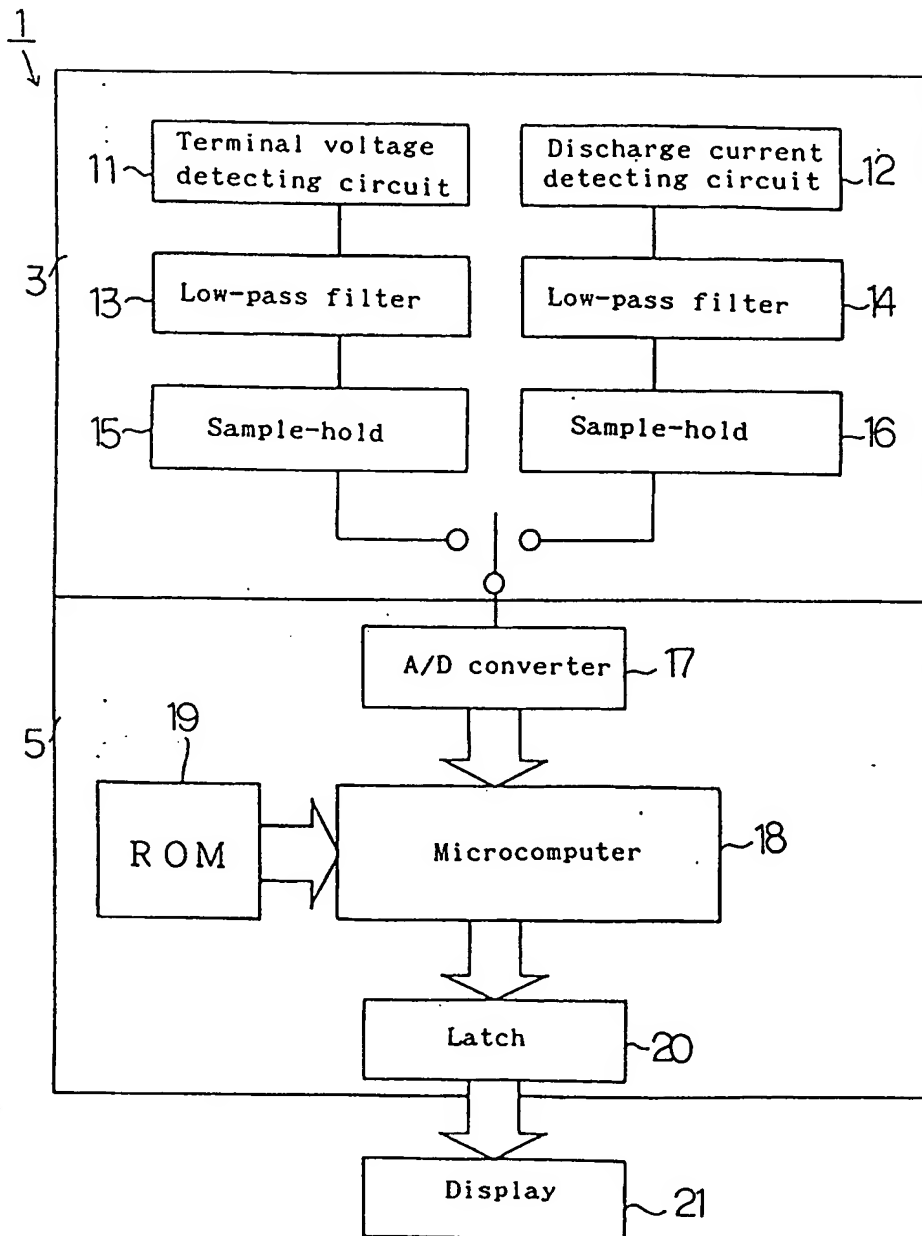 1
Terminal voltage
detecting circuit
11
Discharge current
detecting circuit
12
3
Low-pass filter
13
Low-pass filter
14
Sample-hold
15
Sample-hold
16
A/D converter
17
5
19
ROM
Microcomputer
18
Latch
20
Display
21